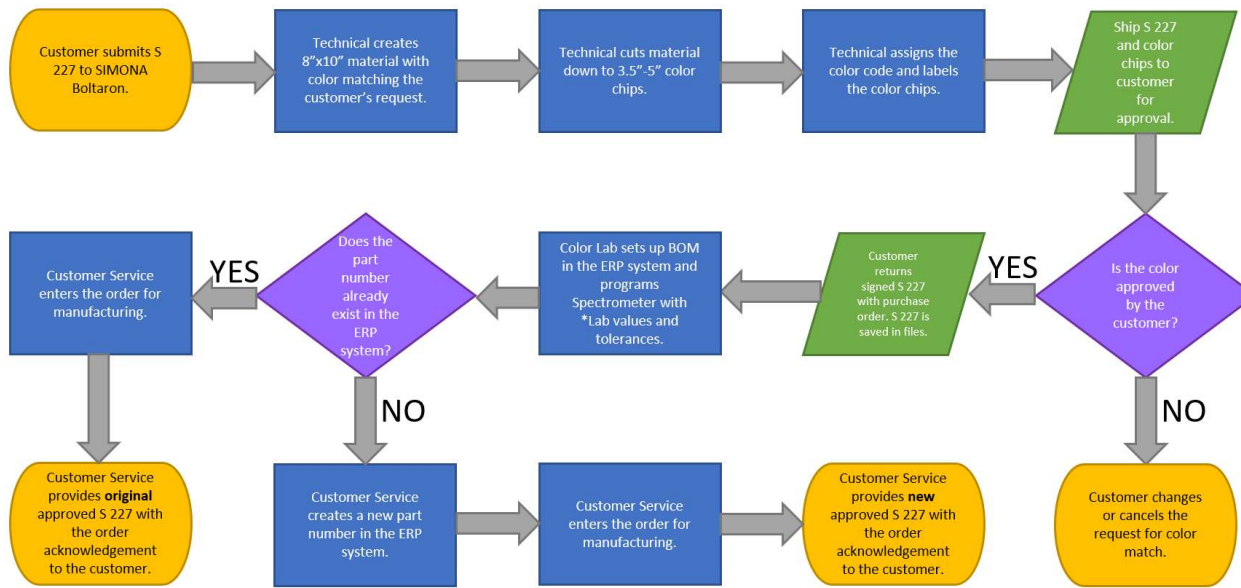 Customer submits S
227 to SIMONA
Boltaron.
Technical creates
8”x10” material with
color matching the
customer’s request.
Technical cuts material
down to 3.5”-5” color
chips.
Technical assigns the
color code and labels
the color chips.
Ship S 227
and color
chips to
customer
for
approval.
Is the color
approved
by the
customer?
YES
Customer
returns
signed S 227
with purchase
order. S 227 is
saved in files.
Color Lab sets up BOM
in the ERP system and
programs
Spectrometer with
*Lab values and
tolerances.
Does the
part
number
already
exist in the
ERP
system?
YES
Customer Service
enters the order for
manufacturing.
NO
NO
Customer Service
provides original
approved S 227 with
the order
acknowledgement
to the customer.
Customer Service
creates a new part
number in the ERP
system.
Customer Service
enters the order for
manufacturing.
Customer Service
provides new
approved S 227 with
the order
acknowledgement
to the customer.
Customer changes
or cancels the
request for color
match.